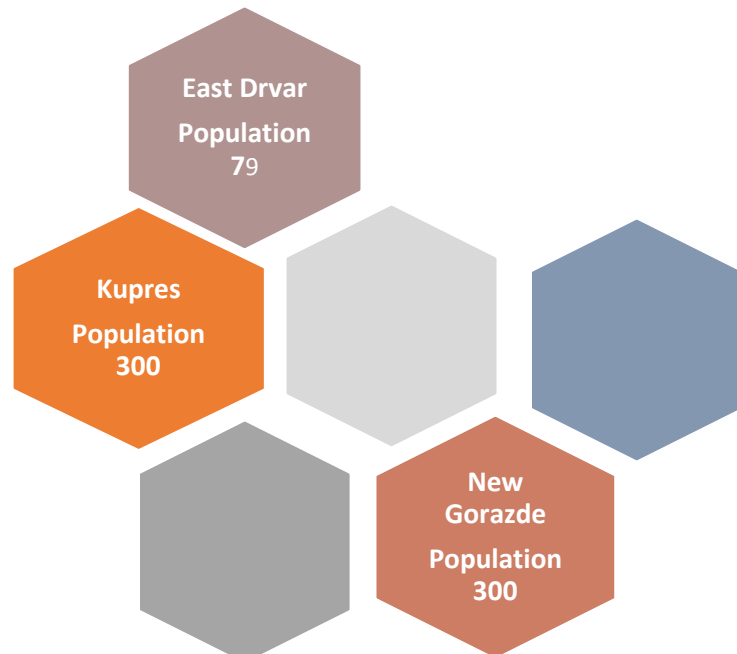 East Drvar
Population
79
Kupres
Population
300
New
Gorazde
Population
300